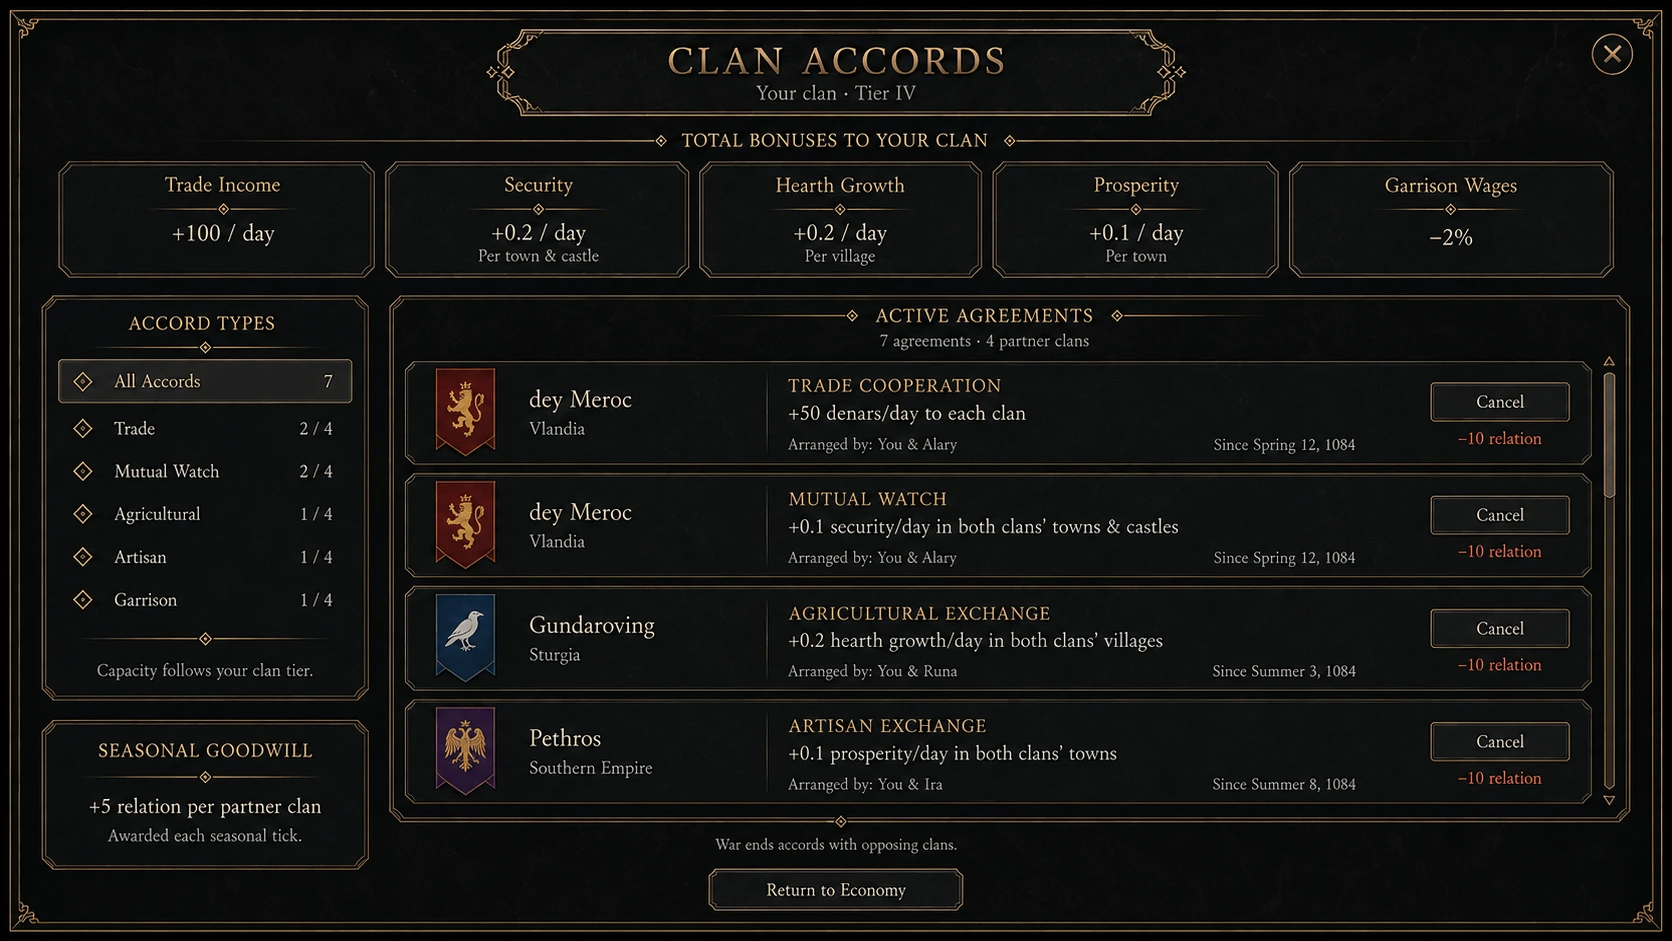 CLAN ACCORDS
Your clan · Tier IV
TOTAL BONUSES TO YOUR CLAN
Trade Income
+100 / day
Security
+0.2 / day
Per town & castle
Hearth Growth
+0.2 / day
Per village
Prosperity
+0.1 / day
Per town
Garrison Wages
–2%
ACCORD TYPES
All Accords 7
Trade 2 / 4
Mutual Watch 2 / 4
Agricultural 1 / 4
Artisan 1 / 4
Garrison 1 / 4
Capacity follows your clan tier.
SEASONAL GOODWILL
+5 relation per partner clan
Awarded each seasonal tick.
ACTIVE AGREEMENTS
7 agreements · 4 partner clans
dey Meroc
Vlandia
TRADE COOPERATION
+50 denars/day to each clan
Arranged by: You & Alary
Since Spring 12, 1084
Cancel
–10 relation
dey Meroc
Vlandia
MUTUAL WATCH
+0.1 security/day in both clans’ towns & castles
Arranged by: You & Alary
Since Spring 12, 1084
Cancel
–10 relation
Gundaroving
Sturgia
AGRICULTURAL EXCHANGE
+0.2 hearth growth/day in both clans’ villages
Arranged by: You & Runa
Since Summer 3, 1084
Cancel
–10 relation
Pethros
Southern Empire
ARTISAN EXCHANGE
+0.1 prosperity/day in both clans’ towns
Arranged by: You & Ira
Since Summer 8, 1084
Cancel
–10 relation
War ends accords with opposing clans.
Return to Economy